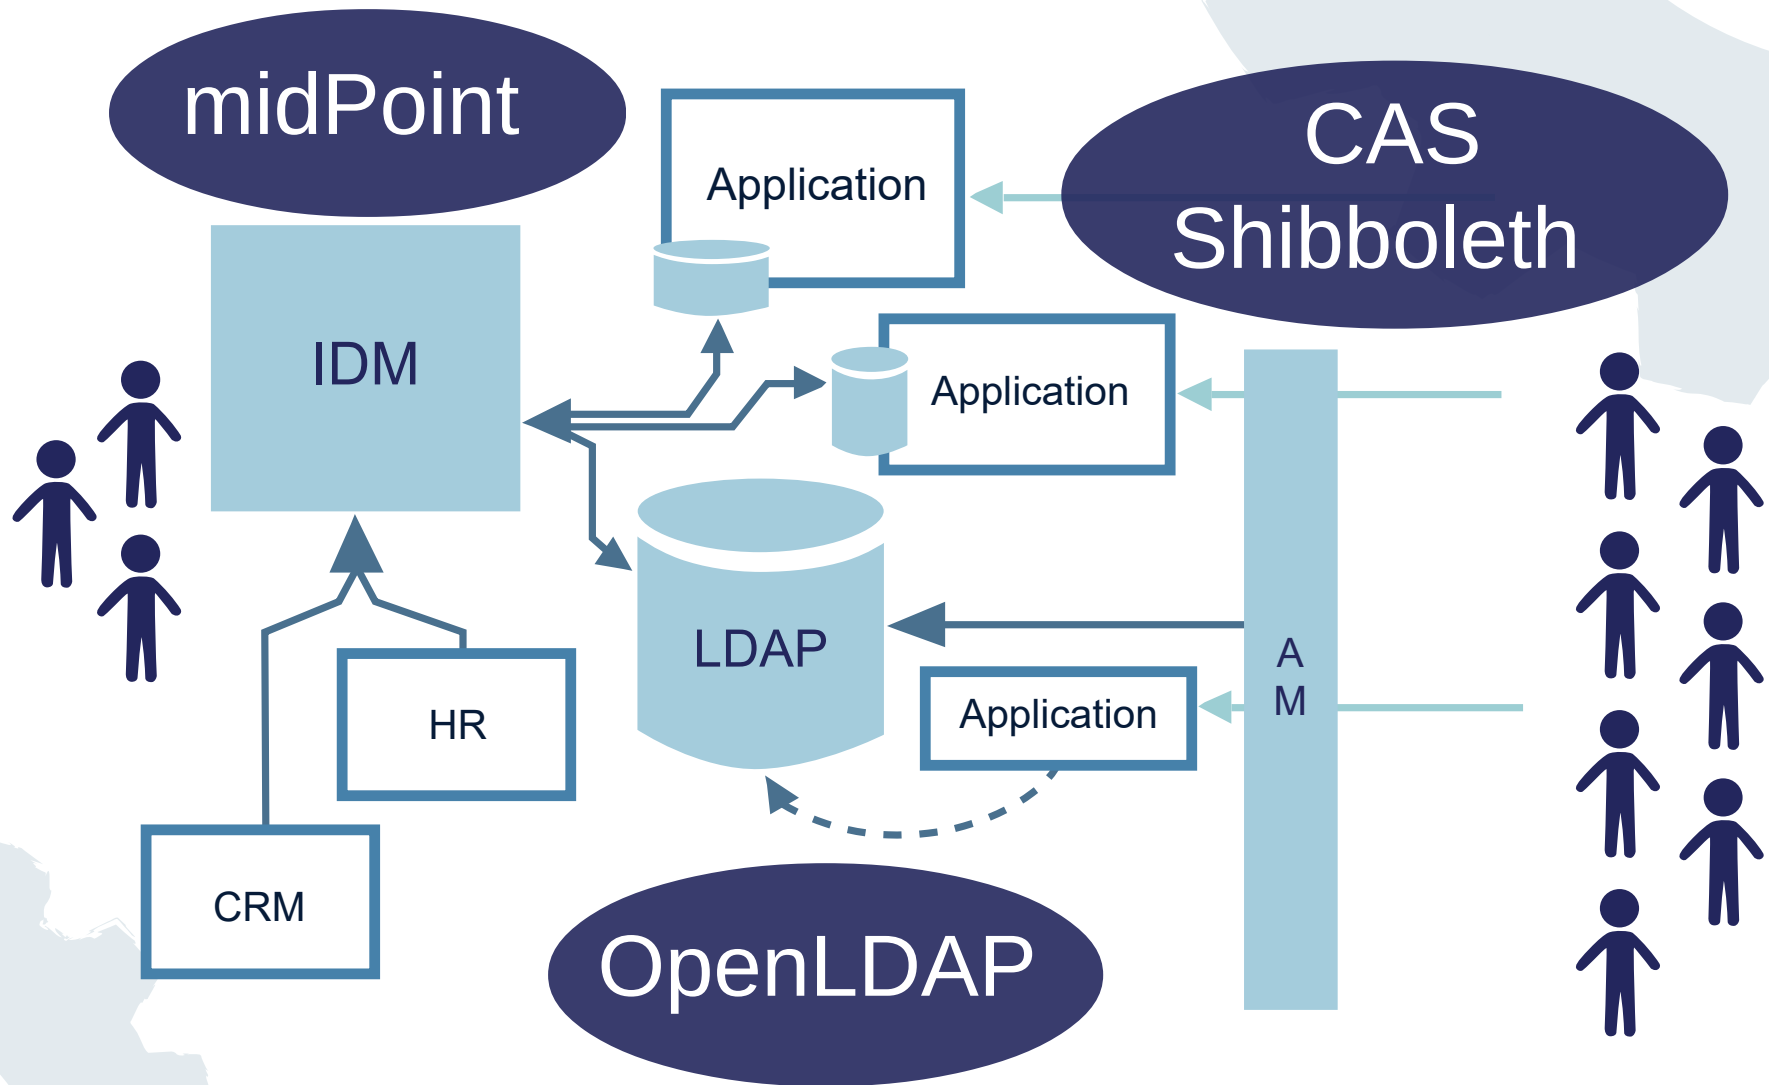 midPoint
CAS
Shibboleth
Application
IDM
Application
LDAP
A
M
Application
HR
CRM
OpenLDAP